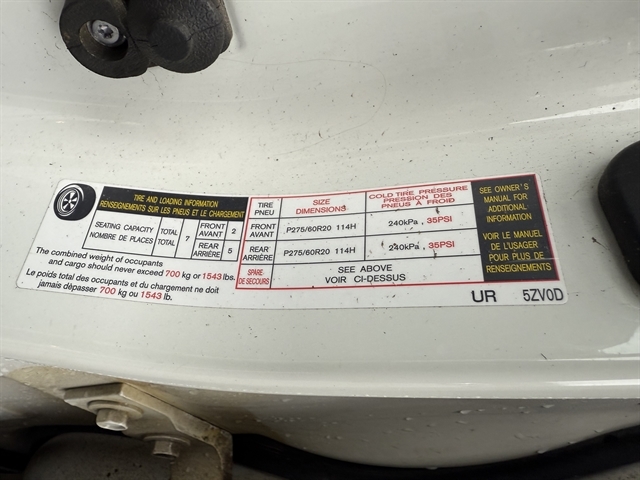 TIRE AND LOADING INFORMATION
RENSEIGNEMENTS SUR LES PNEUS ET LE CHARGEMENT
SEATING CAPACITY TOTAL 7 FRONT 2
NOMBRE DE PLACES TOTAL AVANT
REAR 5
ARRIÈRE
The combined weight of occupants
and cargo should never exceed 700 kg or 1543 lbs.
Le poids total des occupants et du chargement ne doit
jamais dépasser 700 kg ou 1543 lb.
TIRE SIZE COLD TIRE PRESSURE
PNEU DIMENSIONS PRESSION DES
PNEUS À FROID
FRONT P275/60R20 114H 240kPa , 35PSI
AVANT
REAR P275/60R20 114H 240kPa , 35PSI
ARRIÈRE
SPARE SEE ABOVE
DE SECOURS VOIR CI-DESSUS
SEE OWNER'S
MANUAL FOR
ADDITIONAL
INFORMATION
VOIR LE MANUEL
DE L'USAGER
POUR PLUS DE
RENSEIGNEMENTS
UR 5ZV0D